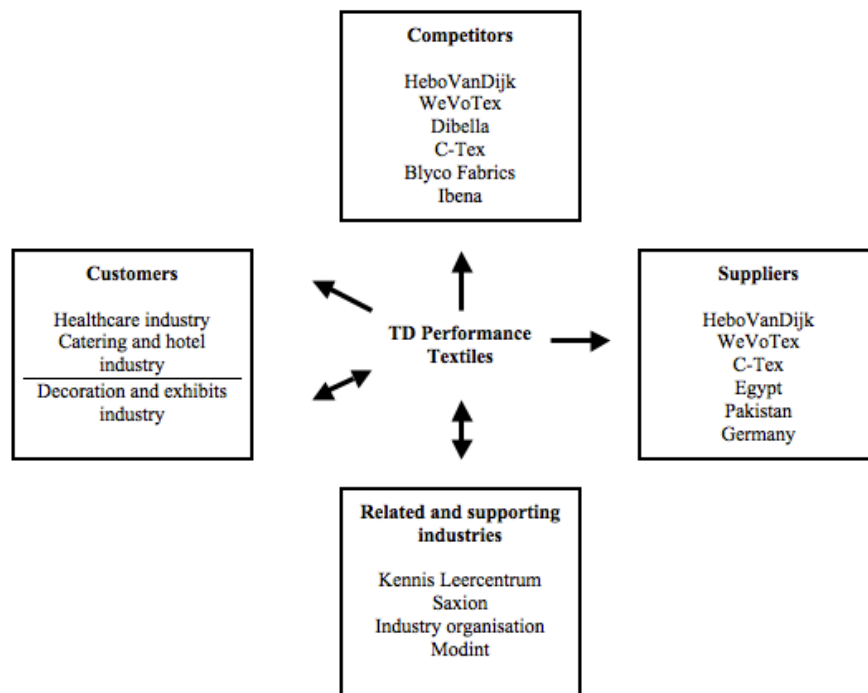 Competitors
HeboVanDijk
WeVoTex
Dibella
C-Tex
Blyco Fabrics
Ibena
Customers
Healthcare industry
Catering and hotel
industry
Decoration and exhibits
industry
TD Performance
Textiles
Suppliers
HeboVanDijk
WeVoTex
C-Tex
Egypt
Pakistan
Germany
Related and supporting
industries
Kennis Leercentrum
Saxion
Industry organisation
Modint